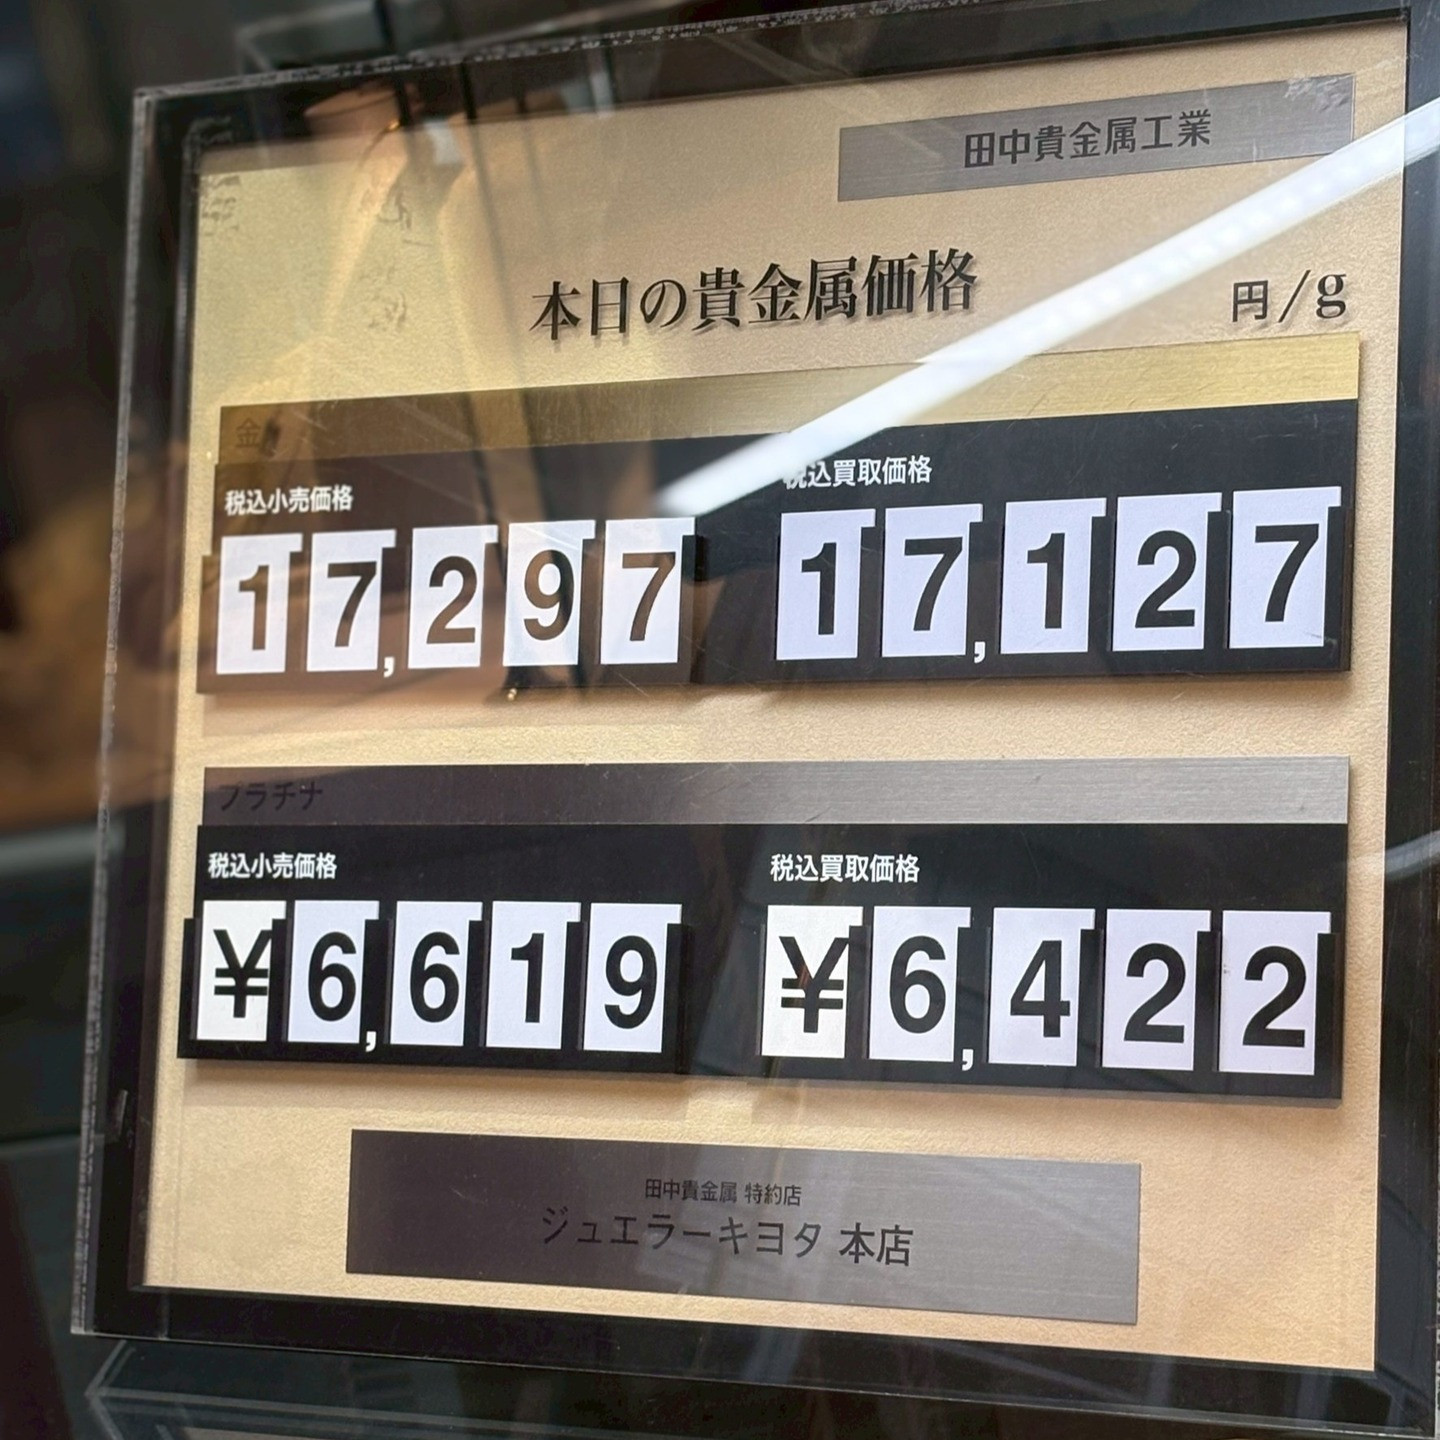 田中貴金属工業
本日の貴金属価格 円/g
金
税込小売価格 税込買取価格
17,297 17,127
プラチナ
税込小売価格 税込買取価格
¥6,619 ¥6,422
田中貴金属 特約店
ジュエラーキヨタ 本店